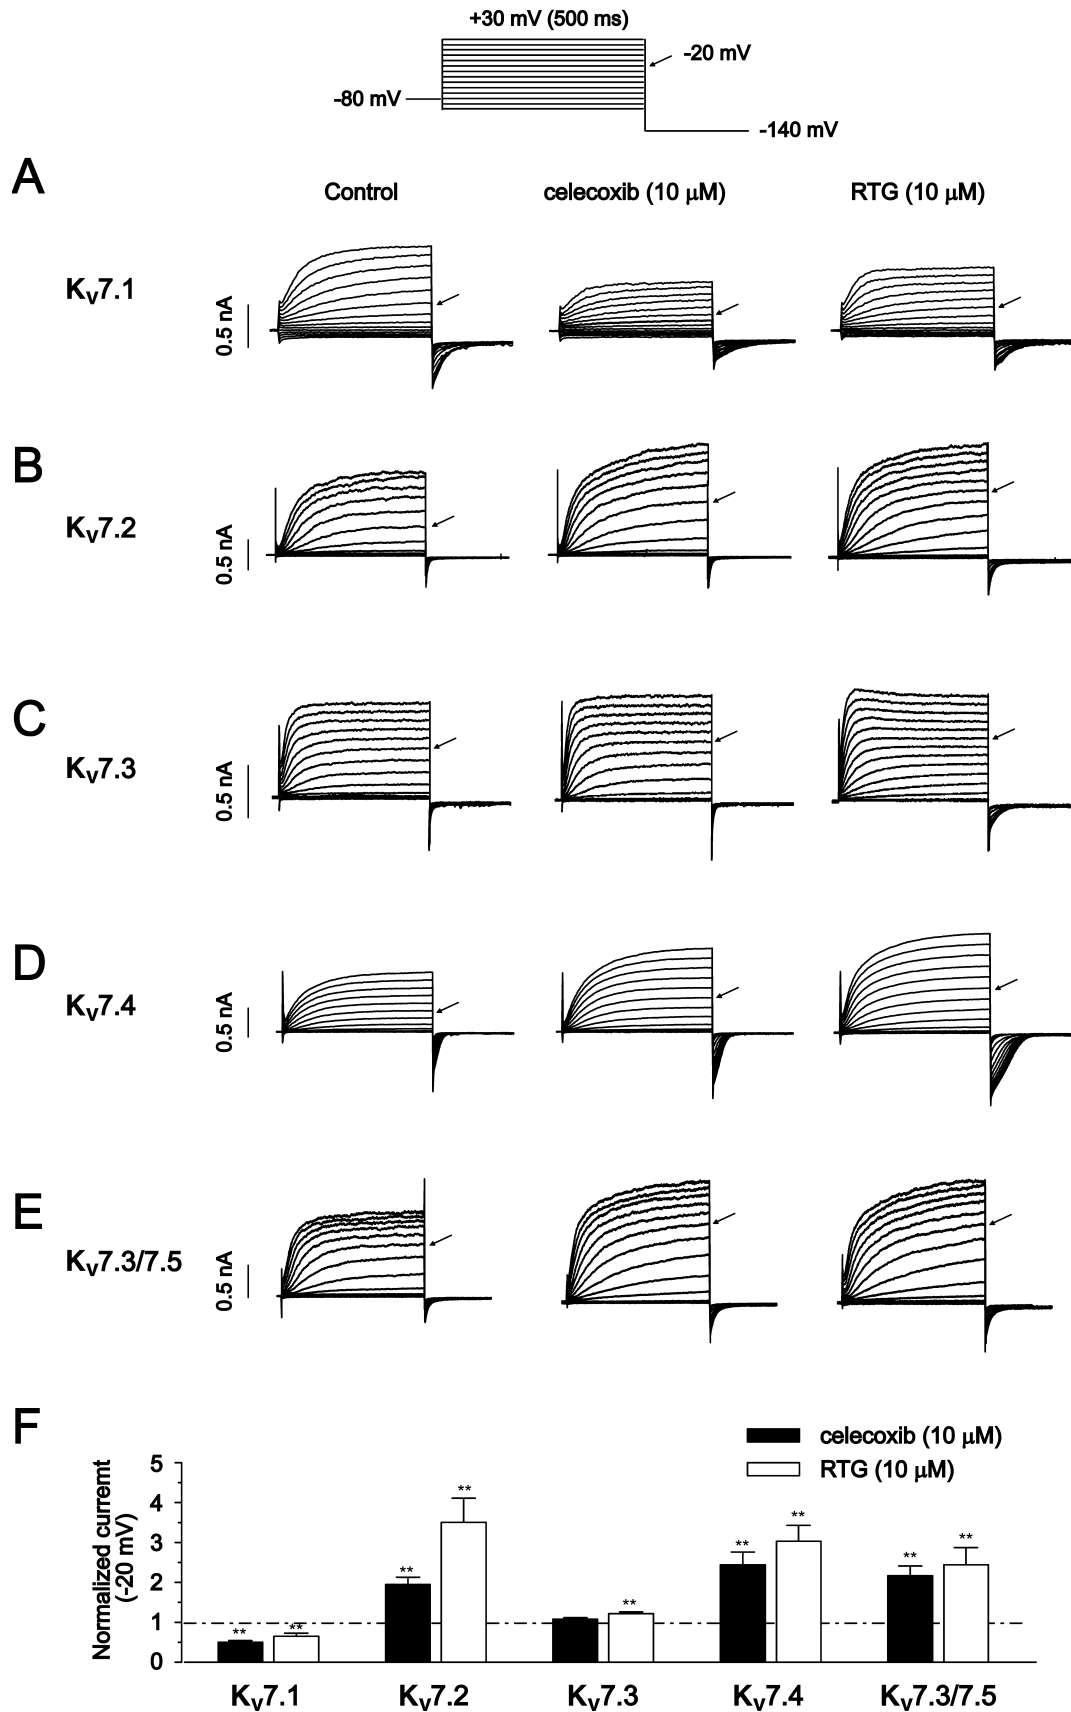 +30 mV (500 ms)
-20 mV
-80 mV
-140 mV
A
Control
celecoxib (10 μM)
RTG (10 μM)
KV7.1
0.5 nA
B
KV7.2
0.5 nA
C
KV7.3
0.5 nA
D
KV7.4
0.5 nA
E
KV7.3/7.5
0.5 nA
F
celecoxib (10 μM)
RTG (10 μM)
Normalized curremt
(-20 mV)
5
4
3
2
1
0
**
**
**
**
**
**
**
**
**
KV7.1
KV7.2
KV7.3
KV7.4
KV7.3/7.5